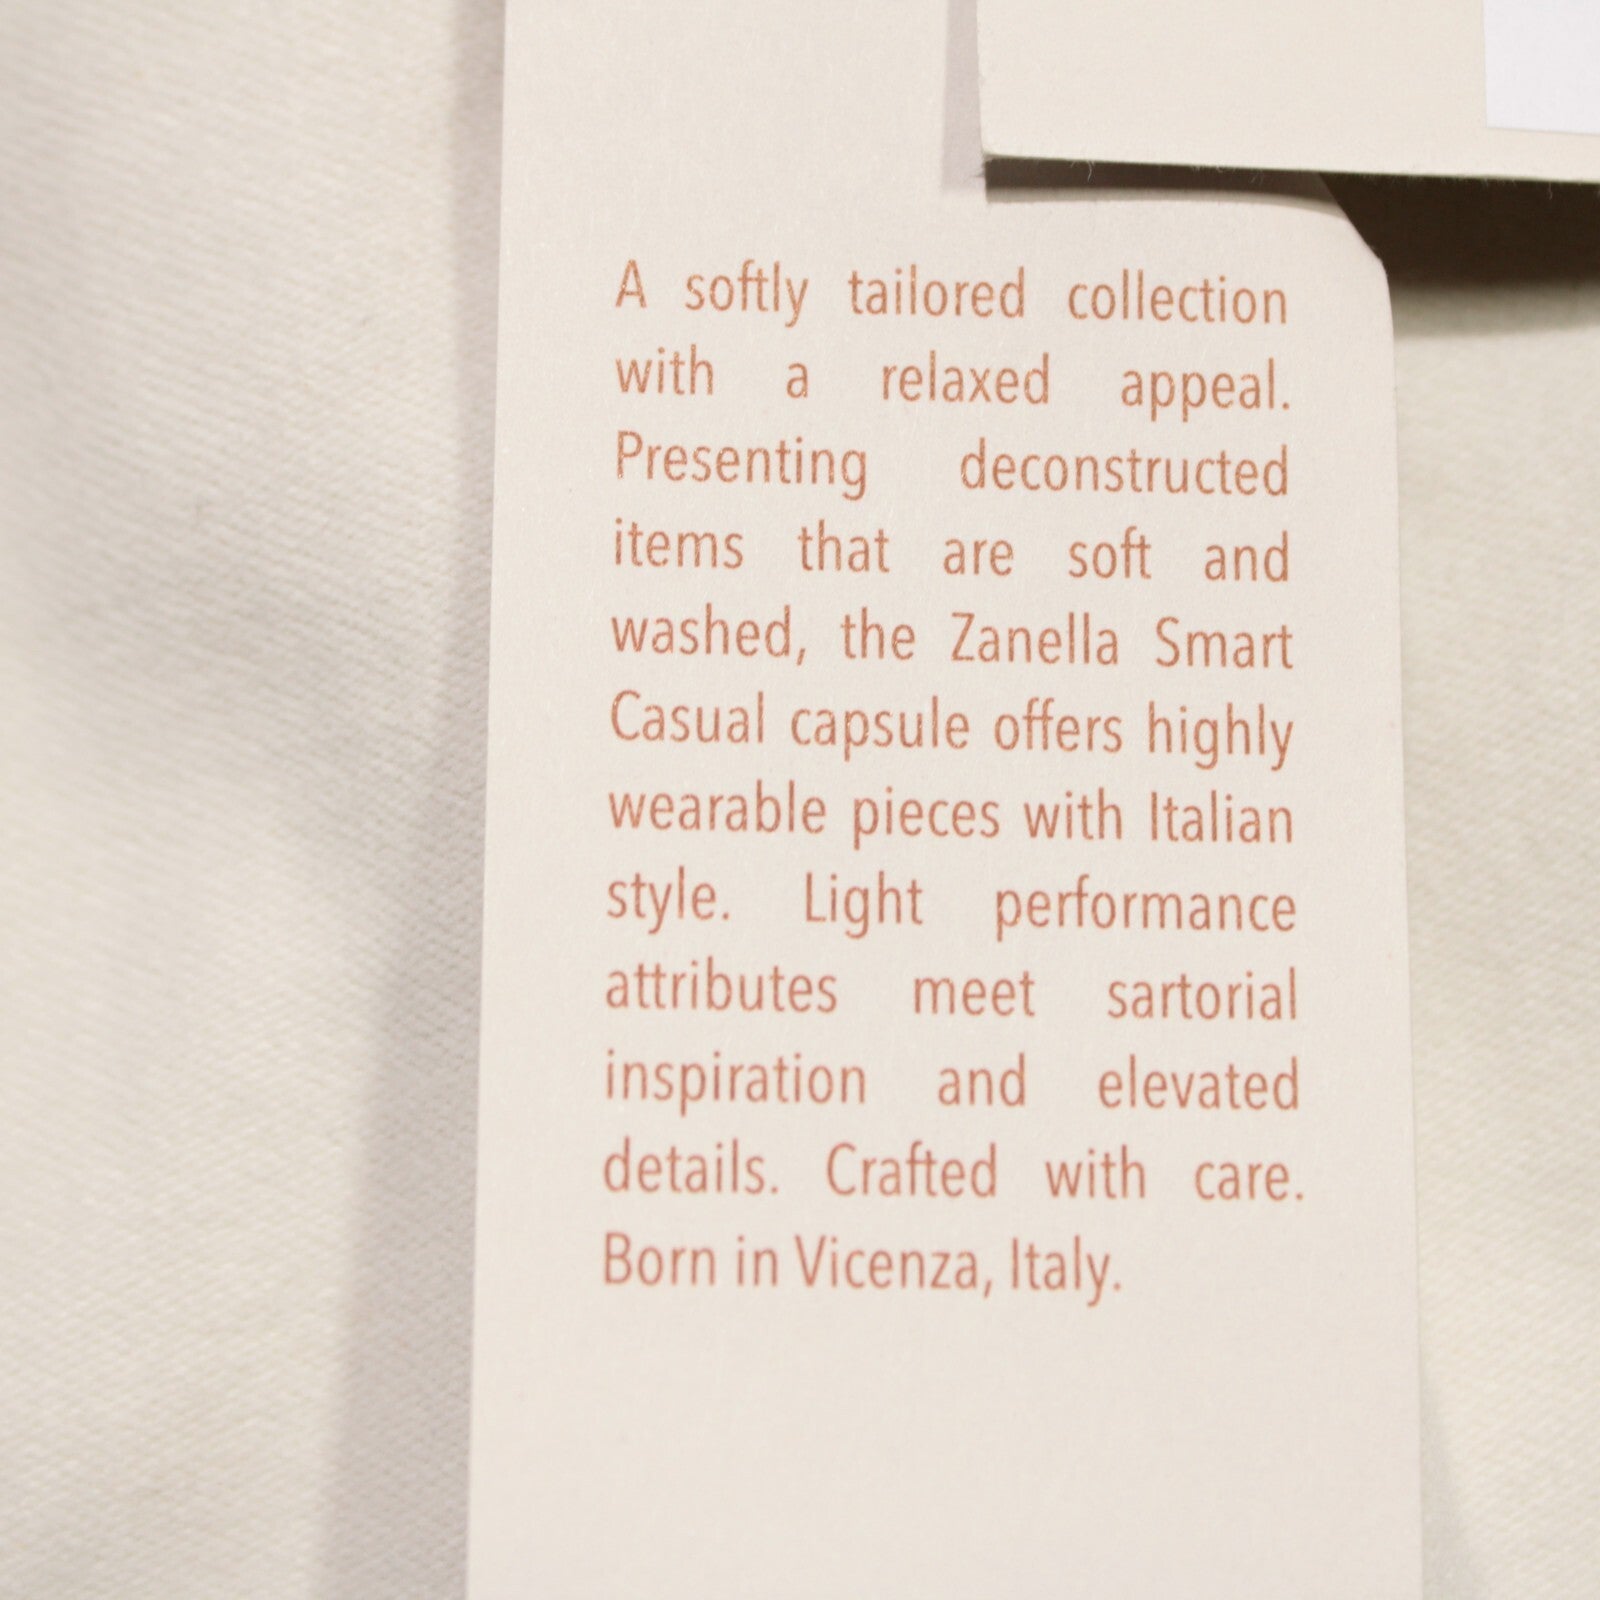 A softly tailored collection
with a relaxed appeal.
Presenting deconstructed
items that are soft and
washed, the Zanella Smart
Casual capsule offers highly
wearable pieces with Italian
style. Light performance
attributes meet sartorial
inspiration and elevated
details. Crafted with care.
Born in Vicenza, Italy.